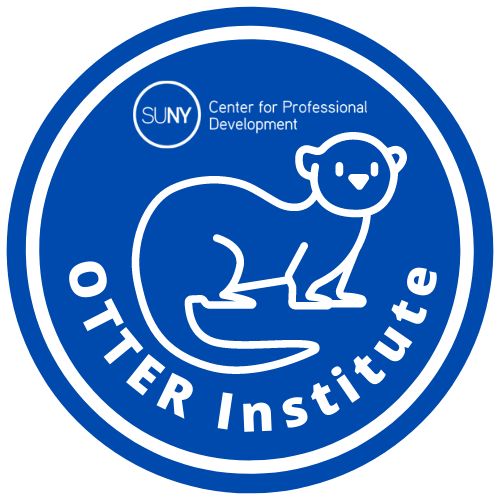 SUNY
Center for Professional
Development
OTTER Institute